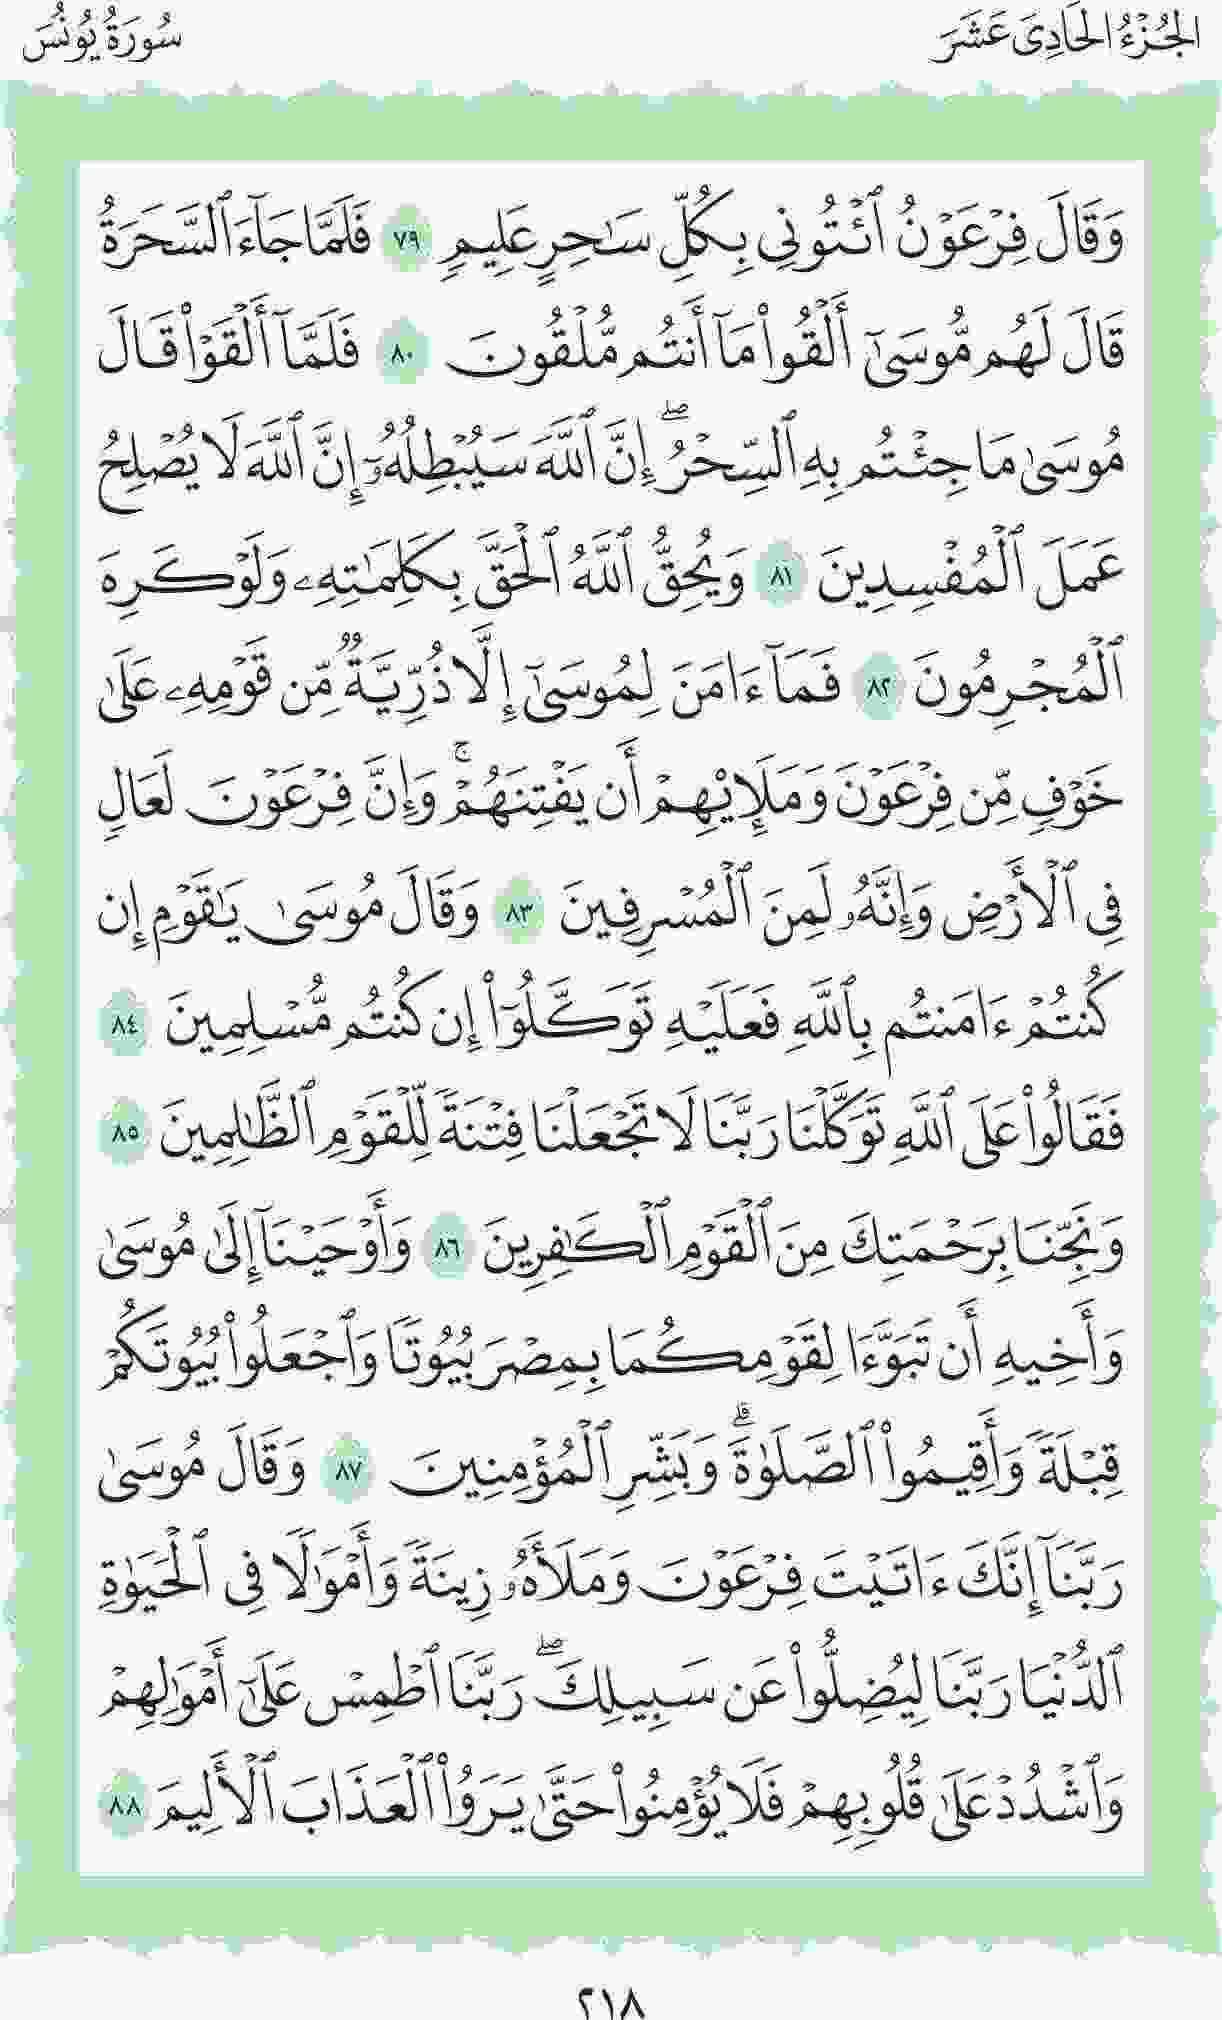 الجُزْءُ الحَادِىَ عَشَرَ
سُورَةُ يُونُسَ
وَقَالَ فِرْعَوْنُ ٱئْتُونِى بِكُلِّ سَـٰحِرٍ عَلِيمٍ ٧٩ فَلَمَّا جَآءَ ٱلسَّحَرَةُ
قَالَ لَهُم مُّوسَىٰٓ أَلْقُوا۟ مَآ أَنتُم مُّلْقُونَ ٨٠ فَلَمَّآ أَلْقَوْا۟ قَالَ
مُوسَىٰ مَا جِئْتُم بِهِ ٱلسِّحْرُ ۖ إِنَّ ٱللَّهَ سَيُبْطِلُهُۥٓ إِنَّ ٱللَّهَ لَا يُصْلِحُ
عَمَلَ ٱلْمُفْسِدِينَ ٨١ وَيُحِقُّ ٱللَّهُ ٱلْحَقَّ بِكَلِمَـٰتِهِۦ وَلَوْ كَرِهَ
ٱلْمُجْرِمُونَ ٨٢ فَمَآ ءَامَنَ لِمُوسَىٰٓ إِلَّا ذُرِّيَّةٌ مِّن قَوْمِهِۦ عَلَىٰ
خَوْفٍ مِّن فِرْعَوْنَ وَمَلَإِي۟هِمْ أَن يَفْتِنَهُمْ ۚ وَإِنَّ فِرْعَوْنَ لَعَالٍ
فِى ٱلْأَرْضِ وَإِنَّهُۥ لَمِنَ ٱلْمُسْرِفِينَ ٨٣ وَقَالَ مُوسَىٰ يَـٰقَوْمِ إِن
كُنتُمْ ءَامَنتُم بِٱللَّهِ فَعَلَيْهِ تَوَكَّلُوٓا۟ إِن كُنتُم مُّسْلِمِينَ ٨٤
فَقَالُوا۟ عَلَى ٱللَّهِ تَوَكَّلْنَا رَبَّنَا لَا تَجْعَلْنَا فِتْنَةً لِّلْقَوْمِ ٱلظَّـٰلِمِينَ ٨٥
وَنَجِّنَا بِرَحْمَتِكَ مِنَ ٱلْقَوْمِ ٱلْكَـٰفِرِينَ ٨٦ وَأَوْحَيْنَآ إِلَىٰ مُوسَىٰ
وَأَخِيهِ أَن تَبَوَّءَا لِقَوْمِكُمَا بِمِصْرَ بُيُوتًا وَٱجْعَلُوا۟ بُيُوتَكُمْ
قِبْلَةً وَأَقِيمُوا۟ ٱلصَّلَوٰةَ ۗ وَبَشِّرِ ٱلْمُؤْمِنِينَ ٨٧ وَقَالَ مُوسَىٰ
رَبَّنَآ إِنَّكَ ءَاتَيْتَ فِرْعَوْنَ وَمَلَأَهُۥ زِينَةً وَأَمْوَٰلًا فِى ٱلْحَيَوٰةِ
ٱلدُّنْيَا رَبَّنَا لِيُضِلُّوا۟ عَن سَبِيلِكَ ۖ رَبَّنَا ٱطْمِسْ عَلَىٰٓ أَمْوَٰلِهِمْ
وَٱشْدُدْ عَلَىٰ قُلُوبِهِمْ فَلَا يُؤْمِنُوا۟ حَتَّىٰ يَرَوُا۟ ٱلْعَذَابَ ٱلْأَلِيمَ ٨٨
٢١٨